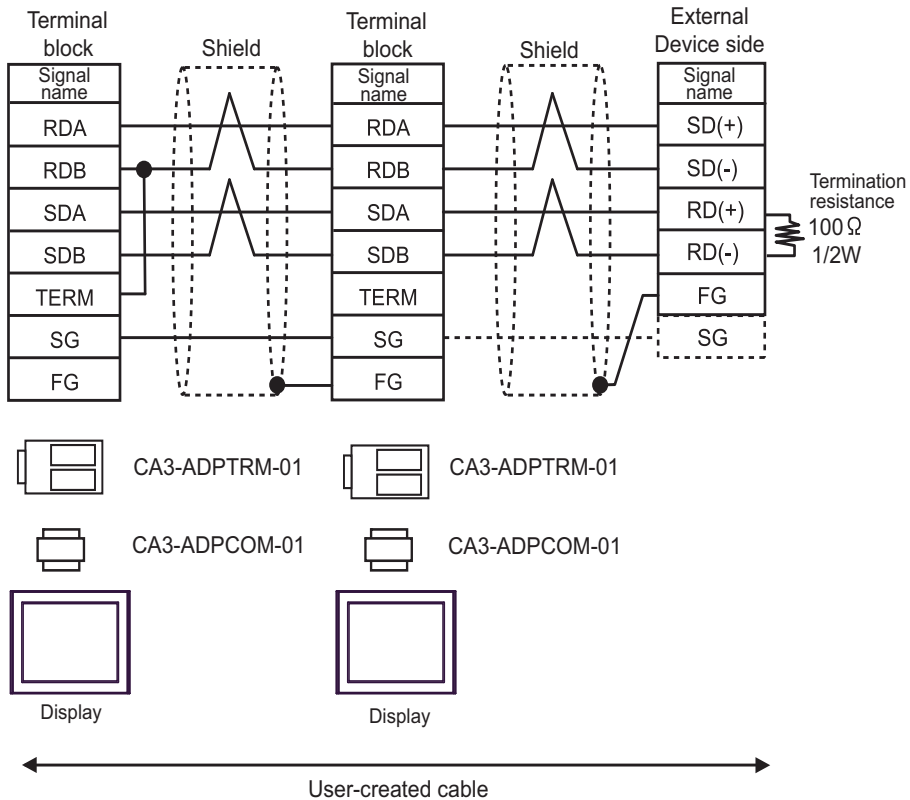 Terminal
block
Shield
Terminal
block
Shield
External
Device side
Signal
name
RDA
RDB
SDA
SDB
TERM
SG
FG
Signal
name
RDA
RDB
SDA
SDB
TERM
SG
FG
Signal
name
SD(+)
SD(-)
RD(+)
RD(-)
FG
SG
Termination
resistance
100Ω
1/2W
CA3-ADPTRM-01
CA3-ADPTRM-01
CA3-ADPCOM-01
CA3-ADPCOM-01
Display
Display
User-created cable